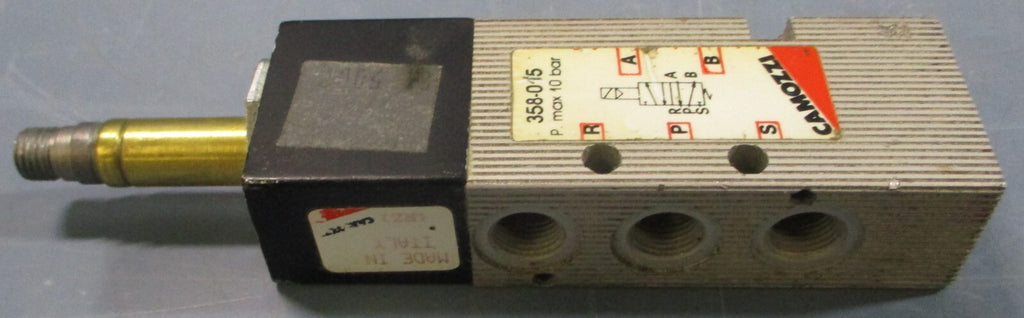 358-015
P. max 10 bar
A
B
A B
R P S
R
P
S
CAMOZZI
MADE IN
ITALY